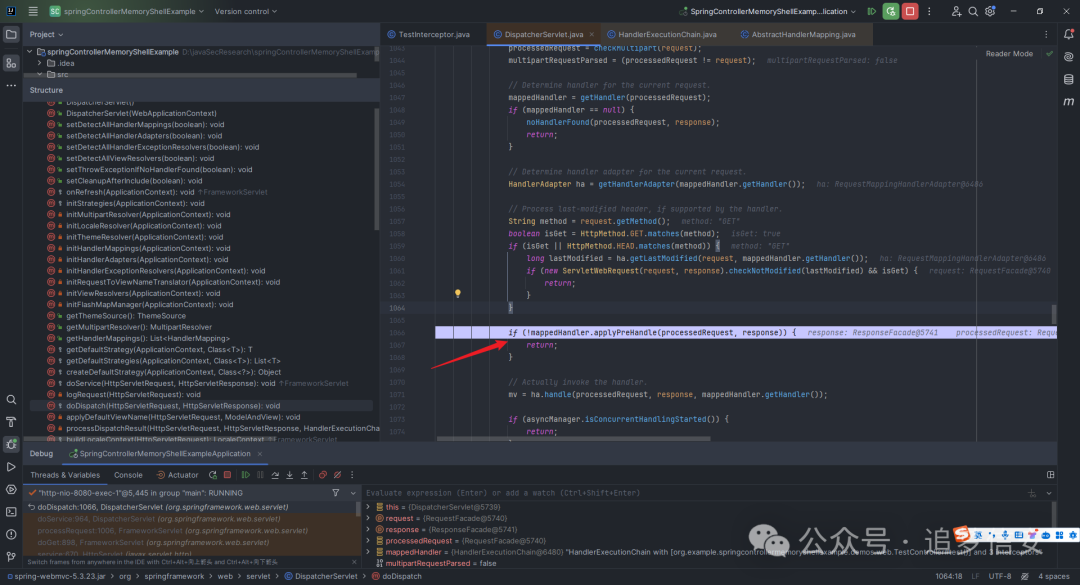 SC springControllerMemoryShellExample Version control SpringControllerMemoryShellExamp...lication
Project
springControllerMemoryShellExample D:\javaSecResearch\springControllerMemoryShellExamp
.idea
src
Structure
DispatcherServlet()
DispatcherServlet(WebApplicationContext)
setDetectAllHandlerMappings(boolean): void
setDetectAllHandlerAdapters(boolean): void
setDetectAllHandlerExceptionResolvers(boolean): void
setDetectAllViewResolvers(boolean): void
setThrowExceptionIfNoHandlerFound(boolean): void
setCleanupAfterInclude(boolean): void
onRefresh(ApplicationContext): void ↑FrameworkServlet
initStrategies(ApplicationContext): void
initMultipartResolver(ApplicationContext): void
initLocaleResolver(ApplicationContext): void
initThemeResolver(ApplicationContext): void
initHandlerMappings(ApplicationContext): void
initHandlerAdapters(ApplicationContext): void
initHandlerExceptionResolvers(ApplicationContext): void
initRequestToViewNameTranslator(ApplicationContext): void
initViewResolvers(ApplicationContext): void
initFlashMapManager(ApplicationContext): void
getThemeSource(): ThemeSource
getMultipartResolver(): MultipartResolver
getHandlerMappings(): List<HandlerMapping>
getDefaultStrategy(ApplicationContext, Class<T>): T
getDefaultStrategies(ApplicationContext, Class<T>): List<T>
createDefaultStrategy(ApplicationContext, Class<?>): Object
doService(HttpServletRequest, HttpServletResponse): void ↑FrameworkServlet
logRequest(HttpServletRequest): void
doDispatch(HttpServletRequest, HttpServletResponse): void
applyDefaultViewName(HttpServletRequest, ModelAndView): void
processDispatchResult(HttpServletRequest, HttpServletResponse, HandlerExecutionCha
buildLocaleContext(HttpServletRequest): LocaleContext ↑FrameworkServlet
TestInterceptor.java DispatcherServlet.java HandlerExecutionChain.java AbstractHandlerMapping.java
Reader Mode
1043 processedRequest = checkMultipart(request);
1044 multipartRequestParsed = (processedRequest != request); multipartRequestParsed: false
1045
1046 // Determine handler for the current request.
1047 mappedHandler = getHandler(processedRequest);
1048 if (mappedHandler == null) {
1049 noHandlerFound(processedRequest, response);
1050 return;
1051 }
1052
1053 // Determine handler adapter for the current request.
1054 HandlerAdapter ha = getHandlerAdapter(mappedHandler.getHandler()); ha: RequestMappingHandlerAdapter@6486
1055
1056 // Process last-modified header, if supported by the handler.
1057 String method = request.getMethod(); method: "GET"
1058 boolean isGet = HttpMethod.GET.matches(method); isGet: true
1059 if (isGet || HttpMethod.HEAD.matches(method)) { method: "GET"
1060 long lastModified = ha.getLastModified(request, mappedHandler.getHandler()); ha: RequestMappingHandlerAdapter@6486
1061 if (new ServletWebRequest(request, response).checkNotModified(lastModified) && isGet) { request: RequestFacade@5740
1062 return;
1063 }
1064 }
1065
1066 if (!mappedHandler.applyPreHandle(processedRequest, response)) { response: ResponseFacade@5741 processedRequest: Reque
1067 return;
1068 }
1069
1070 // Actually invoke the handler.
1071 mv = ha.handle(processedRequest, response, mappedHandler.getHandler());
1072
1073 if (asyncManager.isConcurrentHandlingStarted()) {
1074 return;
Debug SpringControllerMemoryShellExampleApplication
Threads & Variables Console Actuator
"http-nio-8080-exec-1"@5,445 in group "main": RUNNING
doDispatch:1066, DispatcherServlet (org.springframework.web.servlet)
doService:964, DispatcherServlet (org.springframework.web.servlet)
processRequest:1006, FrameworkServlet (org.springframework.web.servlet)
doGet:898, FrameworkServlet (org.springframework.web.servlet)
service:670, HttpServlet (javax.servlet.http)
Switch frames from anywhere in the IDE with Ctrl+Alt+向上箭头 and Ctrl+Alt+向下箭头
Evaluate expression (Enter) or add a watch (Ctrl+Shift+Enter)
this = {DispatcherServlet@5739}
request = {RequestFacade@5740}
response = {ResponseFacade@5741}
processedRequest = {RequestFacade@5740}
mappedHandler = {HandlerExecutionChain@6480} "HandlerExecutionChain with [org.example.springcontrollermemoryshellexample.demos.web.TestController#test()] and 3 interceptors"
multipartRequestParsed = false
公众号 · 追梦信安
spring-webmvc-5.3.23.jar > org > springframework > web > servlet > DispatcherServlet > doDispatch
1064:18 LF UTF-8 4 spaces